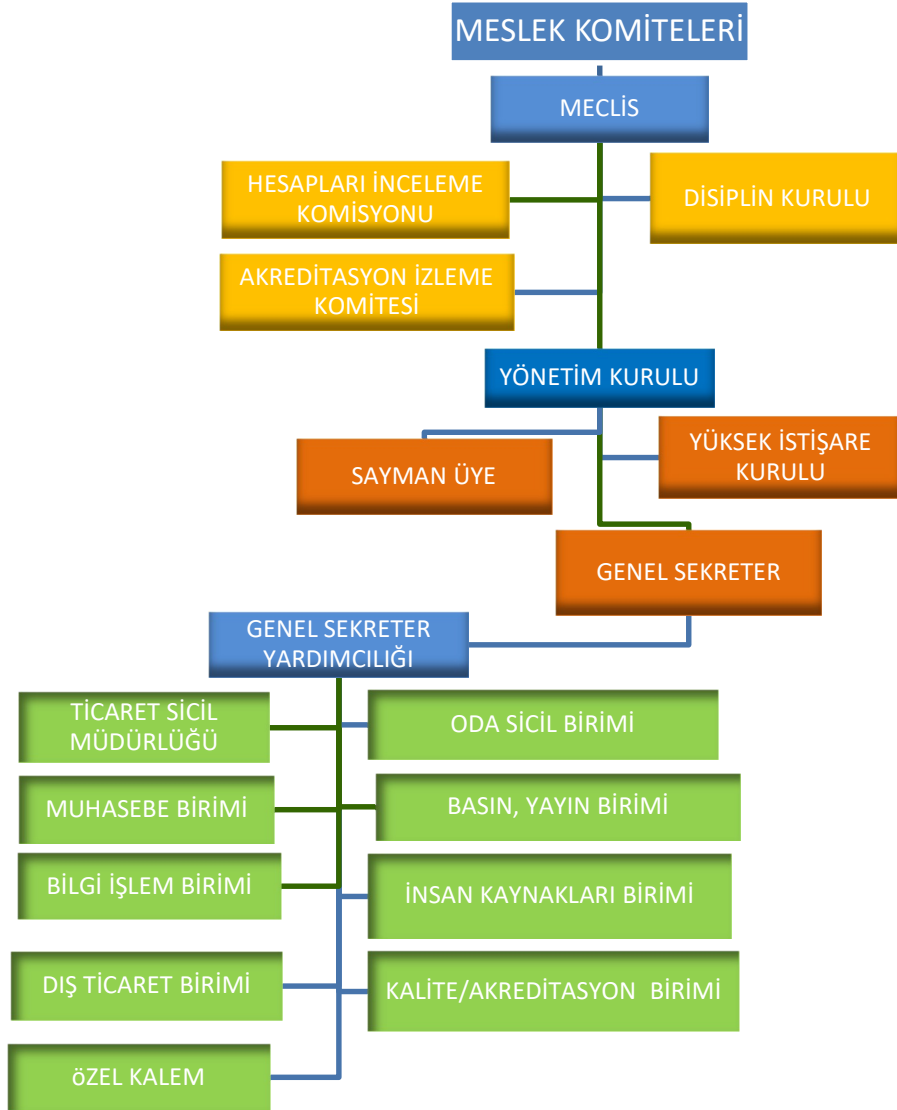 MESLEK KOMİTELERİ
MECLİS
HESAPLARI İNCELEME
KOMİSYONU
DİSİPLİN KURULU
AKREDİTASYON İZLEME
KOMİTESİ
YÖNETİM KURULU
SAYMAN ÜYE
YÜKSEK İSTİŞARE
KURULU
GENEL SEKRETER
GENEL SEKRETER
YARDIMCILIĞI
TİCARET SİCİL
MÜDÜRLÜĞÜ
ODA SİCİL BİRİMİ
MUHASEBE BİRİMİ
BASIN, YAYIN BİRİMİ
BİLGİ İŞLEM BİRİMİ
İNSAN KAYNAKLARI BİRİMİ
DIŞ TİCARET BİRİMİ
KALİTE/AKREDİTASYON  BİRİMİ
öZEL KALEM